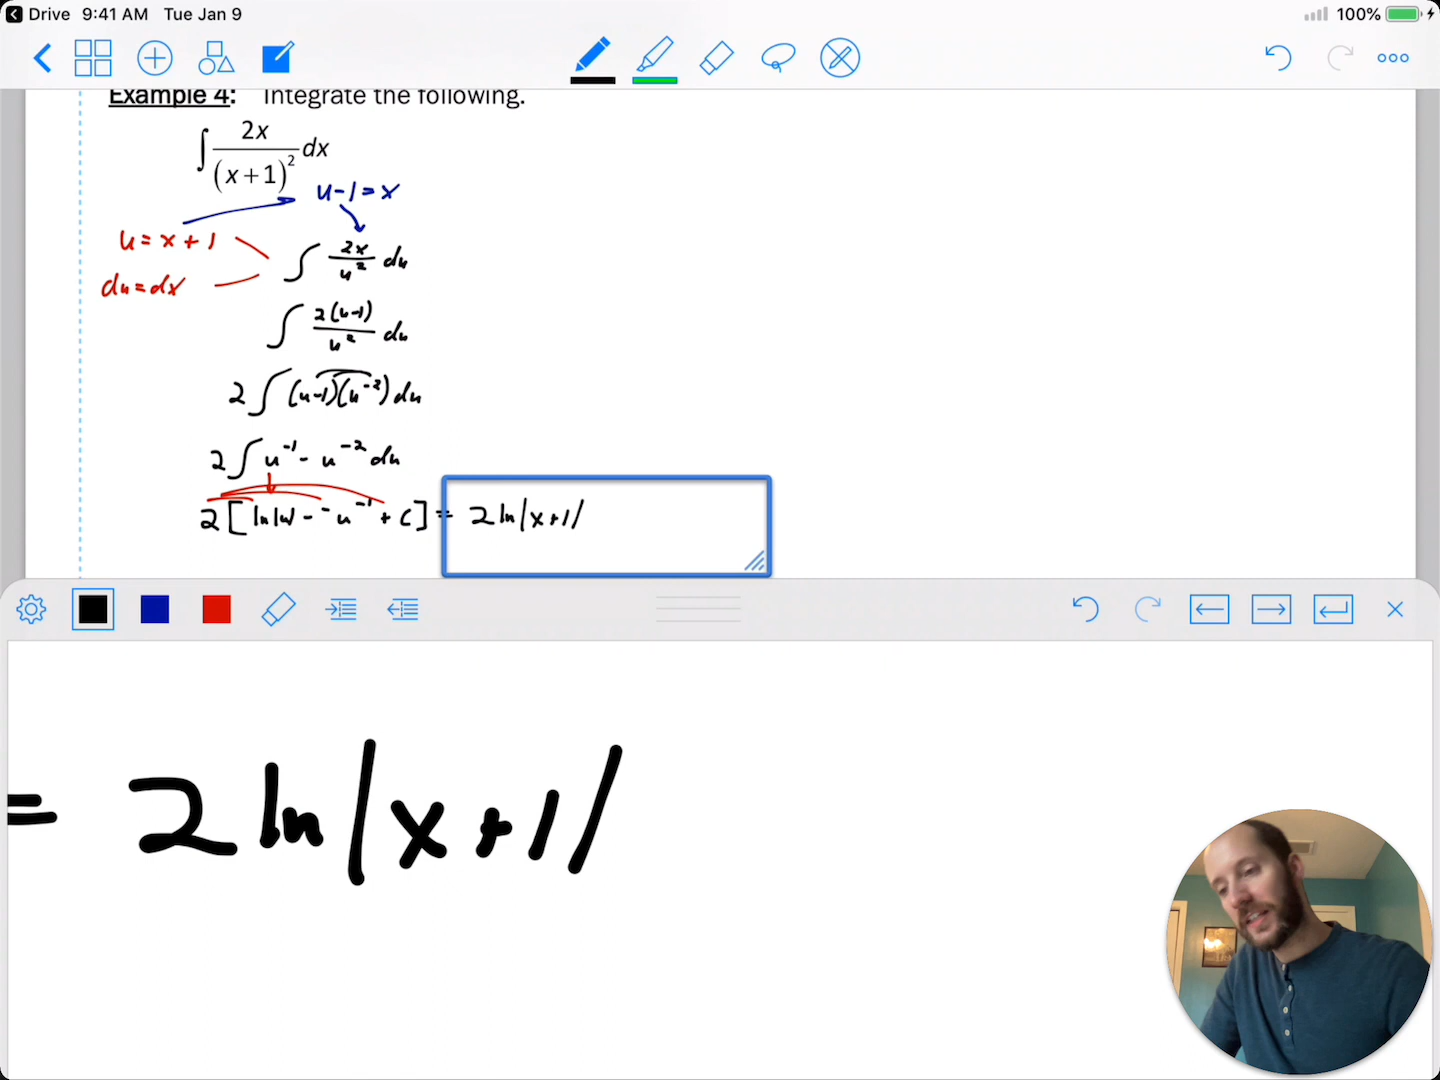 Drive 9:41 AM Tue Jan 9 100%
Example 4: Integrate the following.
∫ 2x/(x+1)² dx
u-1=x
u=x+1
∫ 2x/u² du
du=dx
∫ 2(u-1)/u² du
2∫(u-1)(u⁻²)du
2∫u⁻¹-u⁻²du
2[ln|u|--u⁻¹+C]= 2ln|x+1|
= 2ln|x+1|